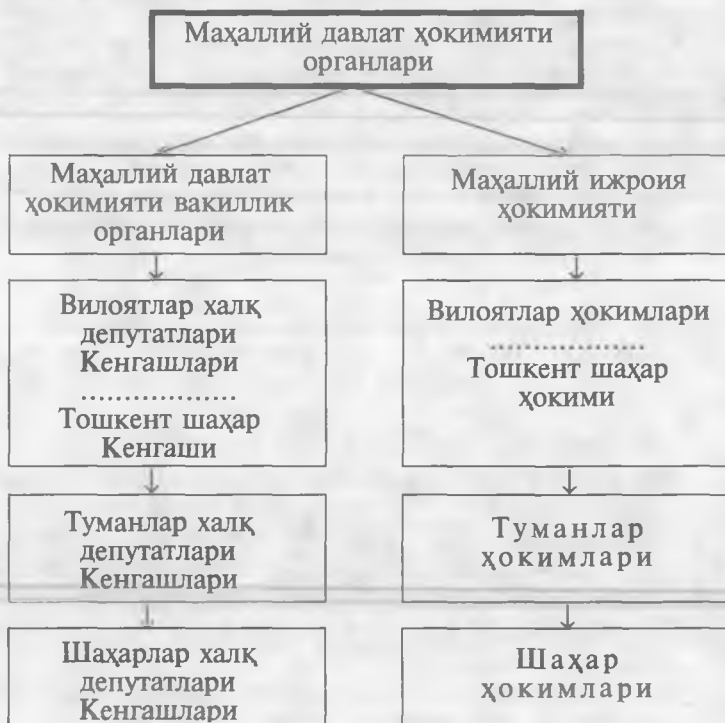 Маҳаллий давлат ҳокимияти
органлари
Маҳаллий давлат
ҳокимияти вакиллик
органлари
Маҳаллий ижроия
ҳокимияти
Вилоятлар халқ
депутатлари
Кенгашлари
..................
Тошкент шаҳар
Кенгаши
Вилоятлар ҳокимлари
..................
Тошкент шаҳар
ҳокими
Туманлар халқ
депутатлари
Кенгашлари
Туманлар
ҳокимлари
Шаҳарлар халқ
депутатлари
Кенгашлари
Шаҳар
ҳокимлари